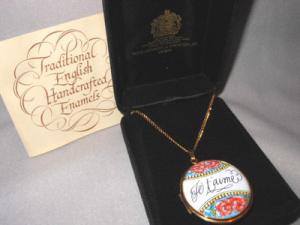 Traditional
English
Handcrafted
Enamels
Je t'aime